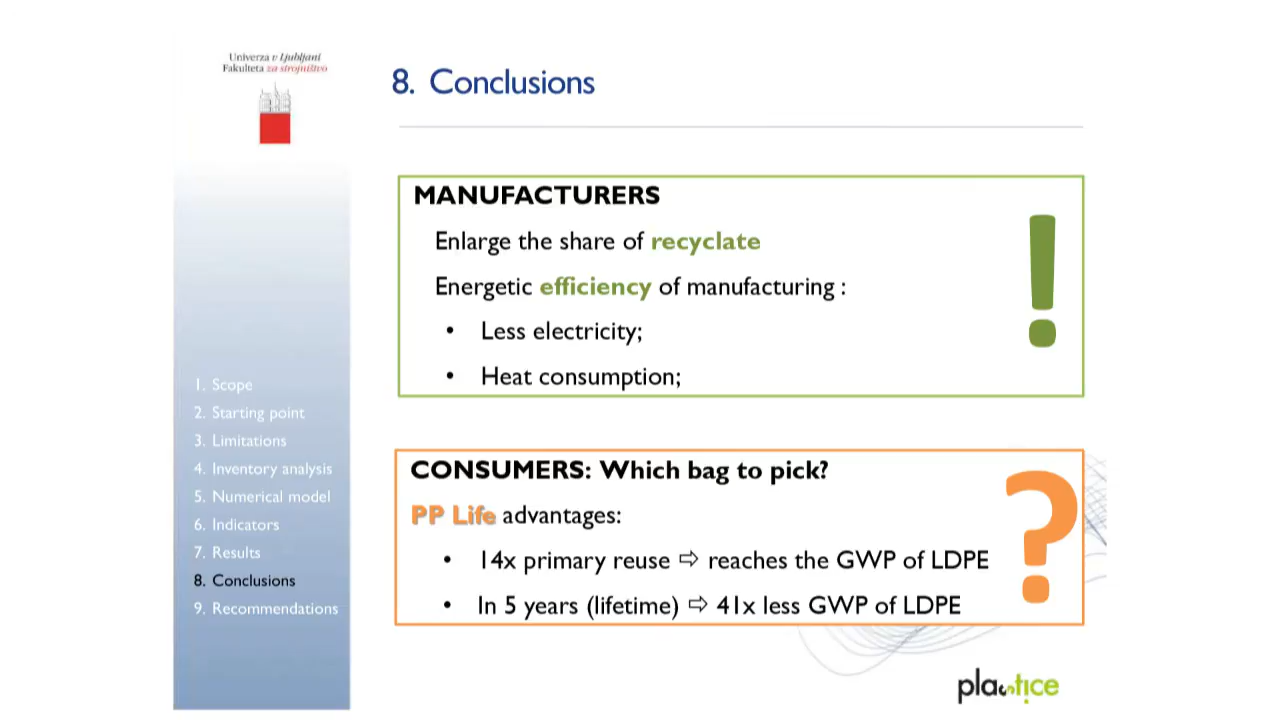 Univerza v Ljubljani
Fakulteta za strojništvo
8. Conclusions
MANUFACTURERS
Enlarge the share of recyclate
Energetic efficiency of manufacturing :
• Less electricity;
• Heat consumption;
1. Scope
2. Starting point
3. Limitations
4. Inventory analysis
5. Numerical model
6. Indicators
7. Results
8. Conclusions
9. Recommendations
!
CONSUMERS: Which bag to pick?
PP Life advantages:
• 14x primary reuse ⇨ reaches the GWP of LDPE
• In 5 years (lifetime) ⇨ 41x less GWP of LDPE
?
plastice